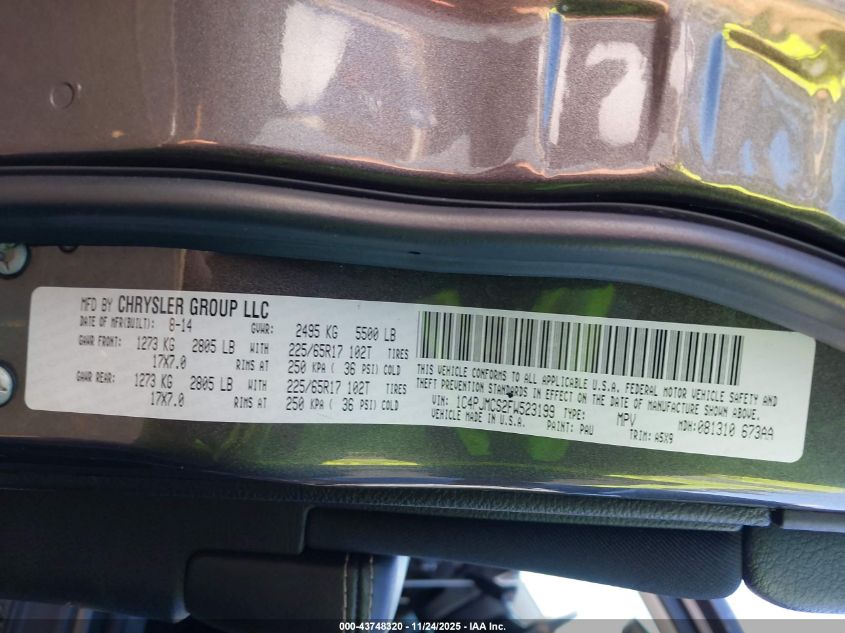 MFD BY CHRYSLER GROUP LLC
DATE OF MFR(BUILT): 8-14 GVWR: 2495 KG 5500 LB
GAWR FRONT: 1273 KG 2805 LB WITH 225/65R17 102T TIRES
17X7.0 RIMS AT 250 KPA ( 36 PSI) COLD
GAWR REAR: 1273 KG 2805 LB WITH 225/65R17 102T TIRES
17X7.0 RIMS AT 250 KPA ( 36 PSI) COLD
THIS VEHICLE CONFORMS TO ALL APPLICABLE U.S.A. FEDERAL MOTOR VEHICLE SAFETY AND
THEFT PREVENTION STANDARDS IN EFFECT ON THE DATE OF MANUFACTURE SHOWN ABOVE.
VIN: 1C4PJMCS2FW523199 TYPE: MPV MDH: 081310 673AA
VEHICLE MADE IN U.S.A. PAINT: PAU TRIM: A5X9
000-43748320 - 11/24/2025 - IAA Inc.